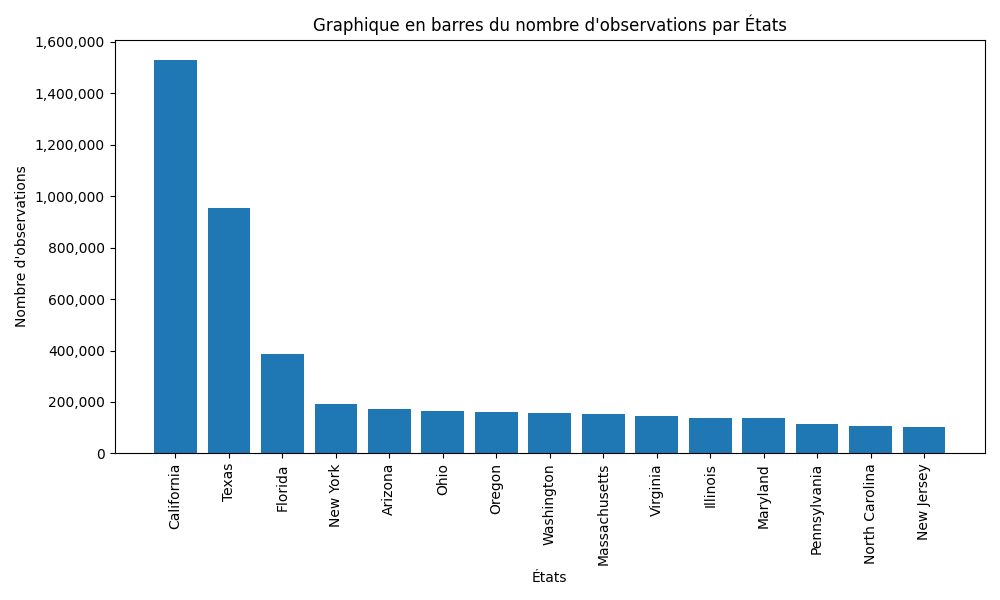 Graphique en barres du nombre d'observations par États
1,600,000
1,400,000
1,200,000
1,000,000
800,000
600,000
400,000
200,000
0
Nombre d'observations
California
Texas
Florida
New York
Arizona
Ohio
Oregon
Washington
Massachusetts
Virginia
Illinois
Maryland
Pennsylvania
North Carolina
New Jersey
États